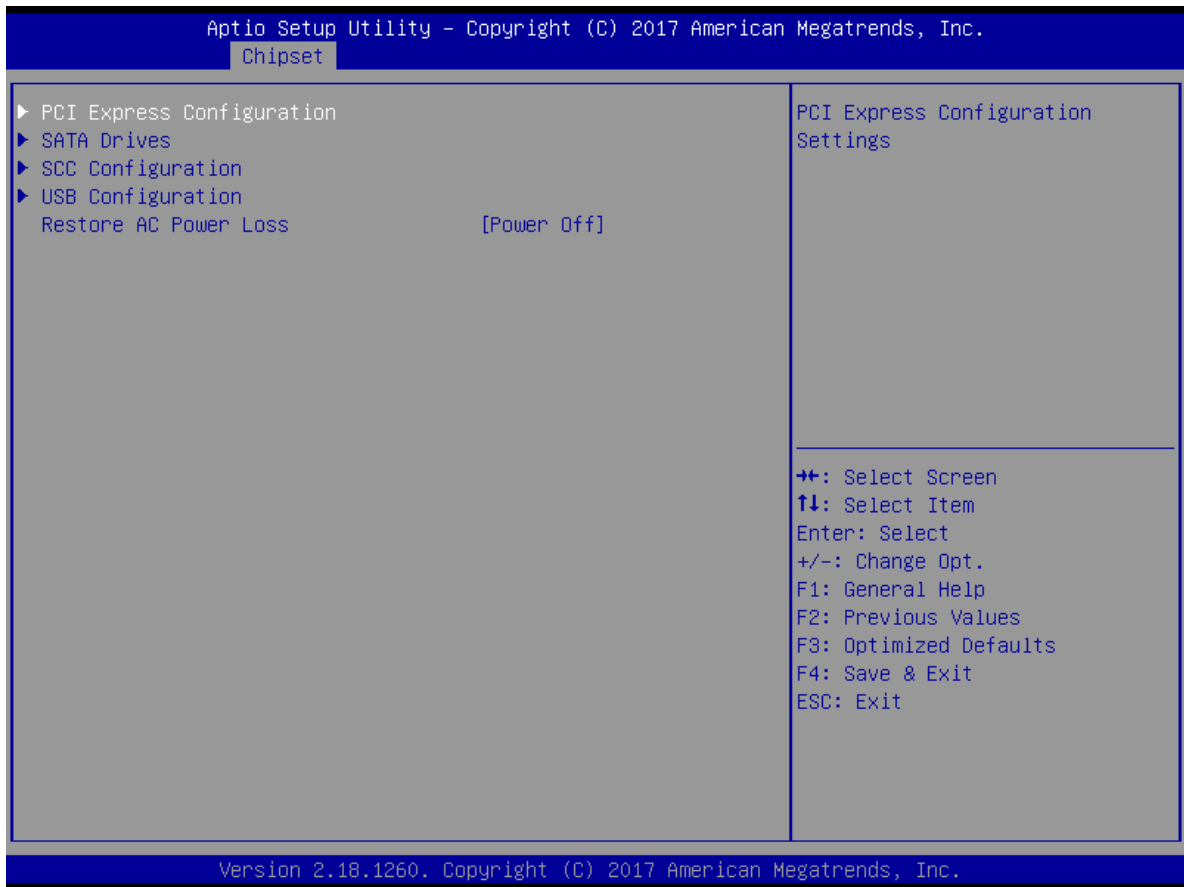 Aptio Setup Utility – Copyright (C) 2017 American Megatrends, Inc.
Chipset
▶ PCI Express Configuration
▶ SATA Drives
▶ SCC Configuration
▶ USB Configuration
Restore AC Power Loss [Power Off]
PCI Express Configuration
Settings
→←: Select Screen
↑↓: Select Item
Enter: Select
+/-: Change Opt.
F1: General Help
F2: Previous Values
F3: Optimized Defaults
F4: Save & Exit
ESC: Exit
Version 2.18.1260. Copyright (C) 2017 American Megatrends, Inc.